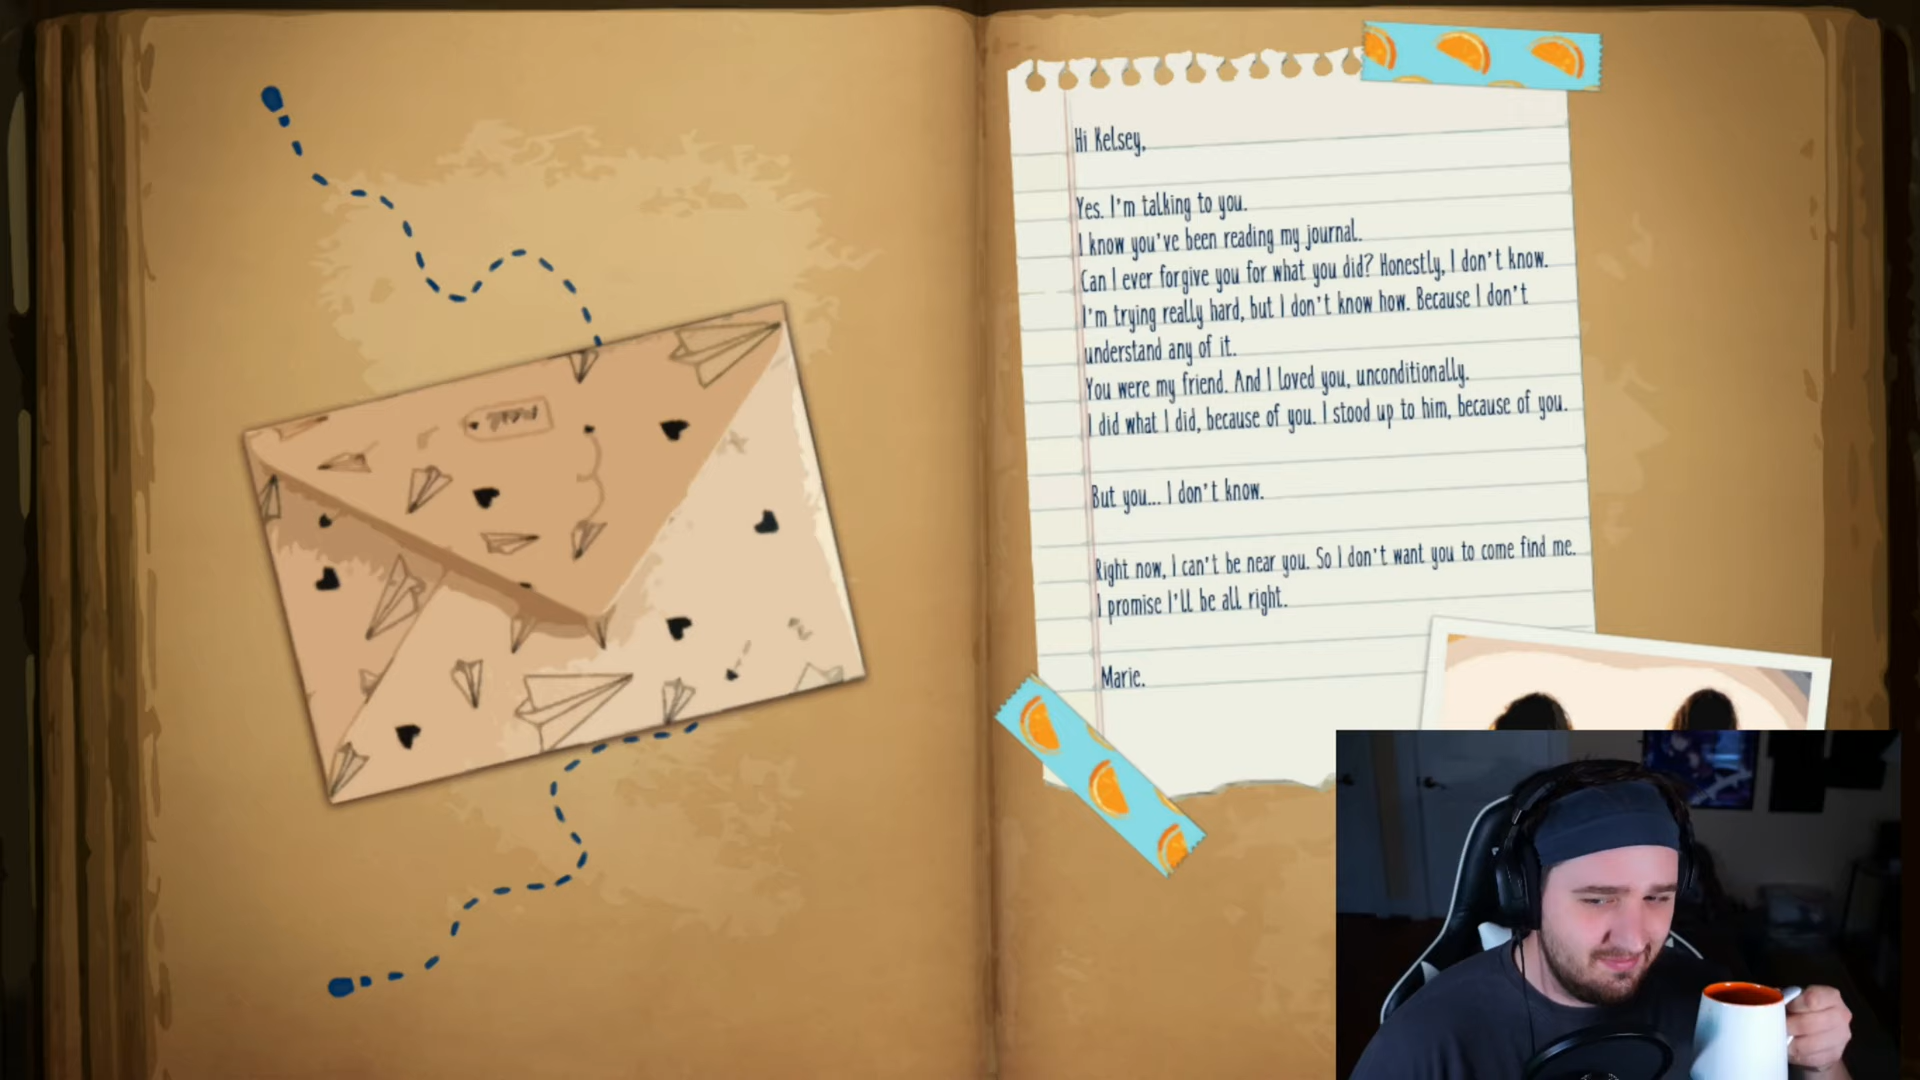 Hi Kelsey,
Yes. I'm talking to you.
I know you've been reading my journal.
Can I ever forgive you for what you did? Honestly, I don't know.
I'm trying really hard, but I don't know how. Because I don't
understand any of it.
You were my friend. And I loved you, unconditionally.
I did what I did, because of you. I stood up to him, because of you.
But you... I don't know.
Right now, I can't be near you. So I don't want you to come find me.
I promise I'll be all right.
Marie.